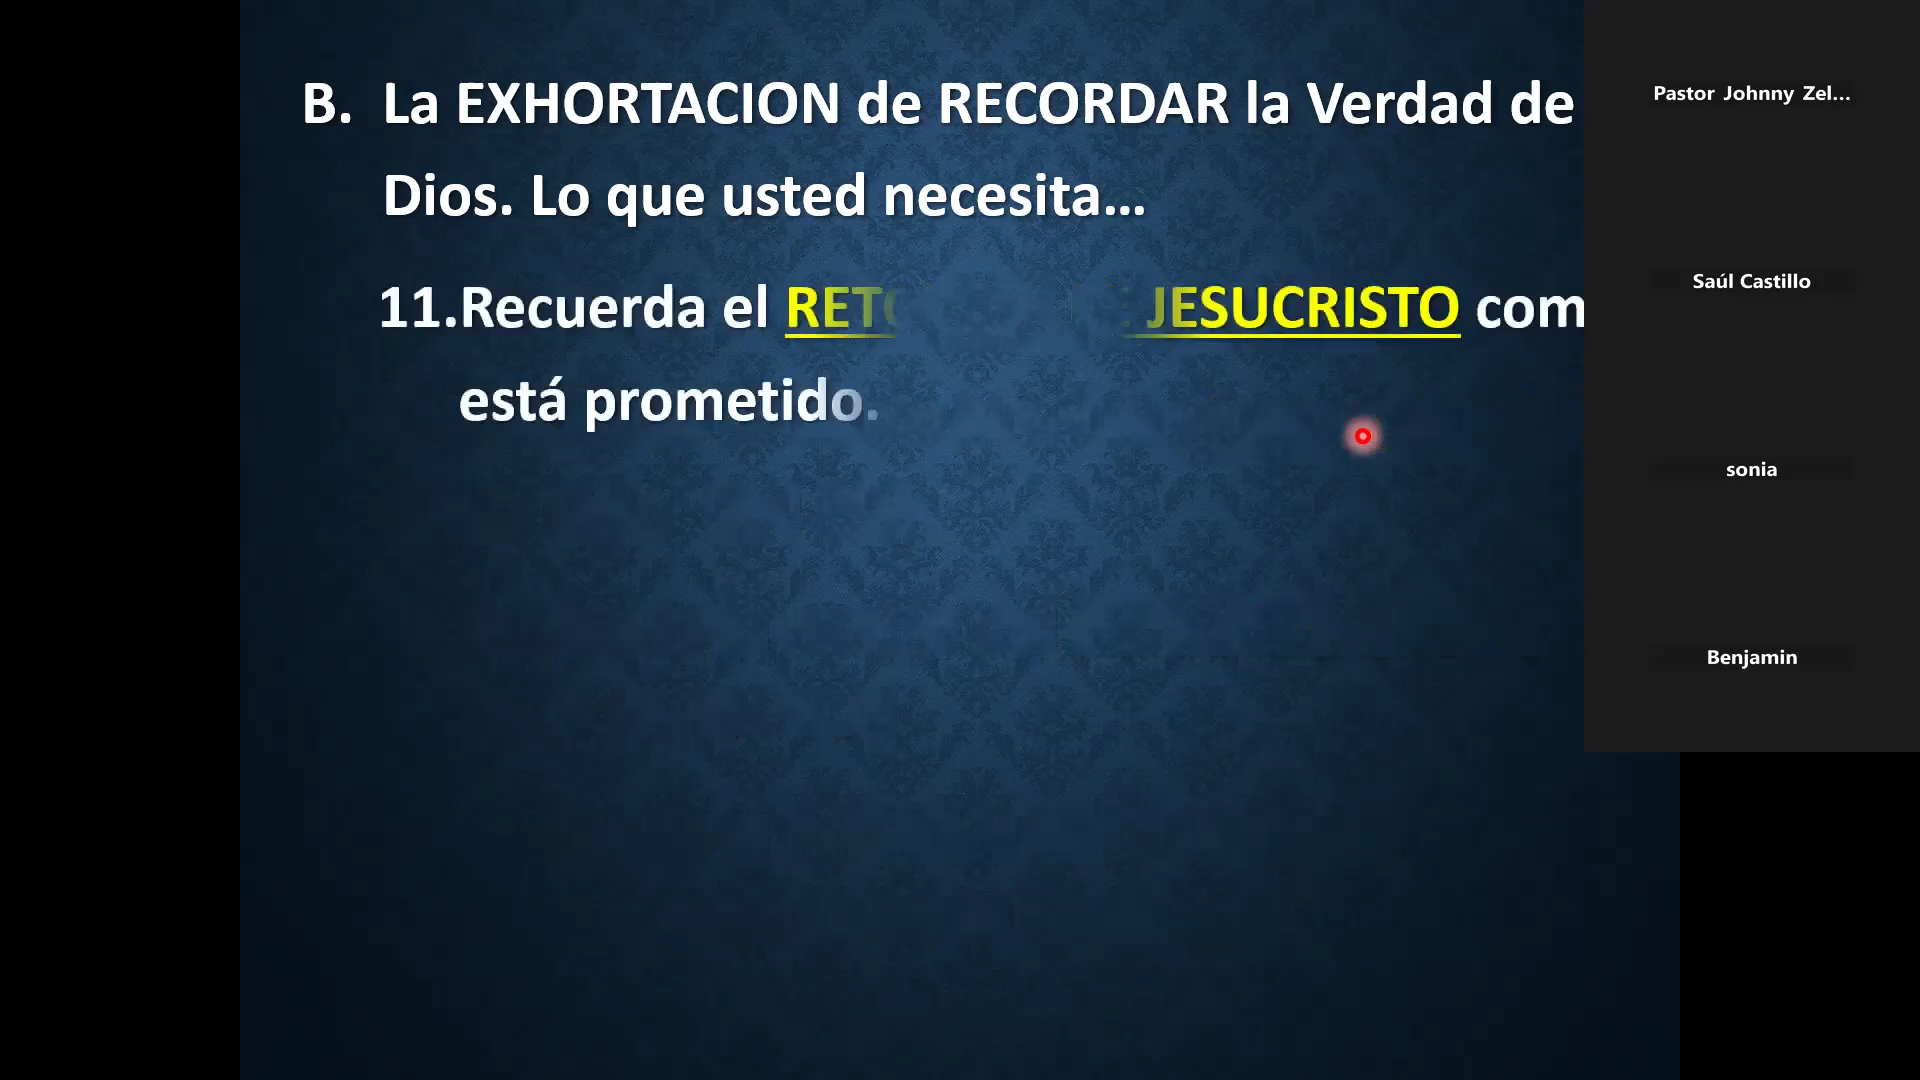 B. La EXHORTACION de RECORDAR la Verdad de
Dios. Lo que usted necesita...
11.Recuerda el JESUCRISTO
está prometido.
Pastor Johnny Zel...
Saúl Castillo
sonia
Benjamin